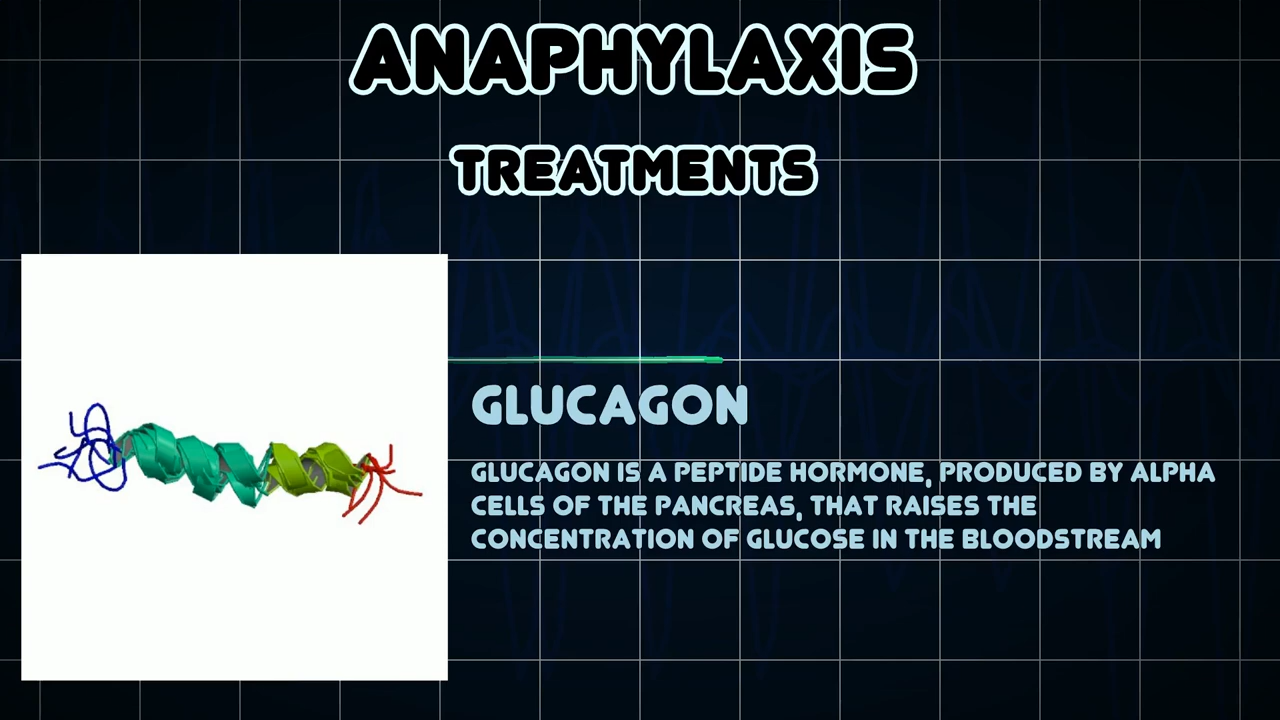 ANAPHYLAXIS
TREATMENTS
GLUCAGON
GLUCAGON IS A PEPTIDE HORMONE, PRODUCED BY ALPHA
CELLS OF THE PANCREAS, THAT RAISES THE
CONCENTRATION OF GLUCOSE IN THE BLOODSTREAM